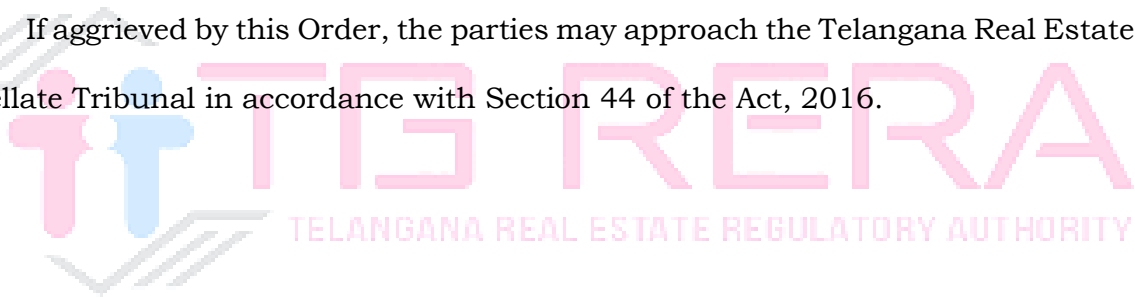 If aggrieved by this Order, the parties may approach the Telangana Real Estate
ellate Tribunal in accordance with Section 44 of the Act, 2016.
TG RERA
TELANGANA REAL ESTATE REGULATORY AUTHORITY